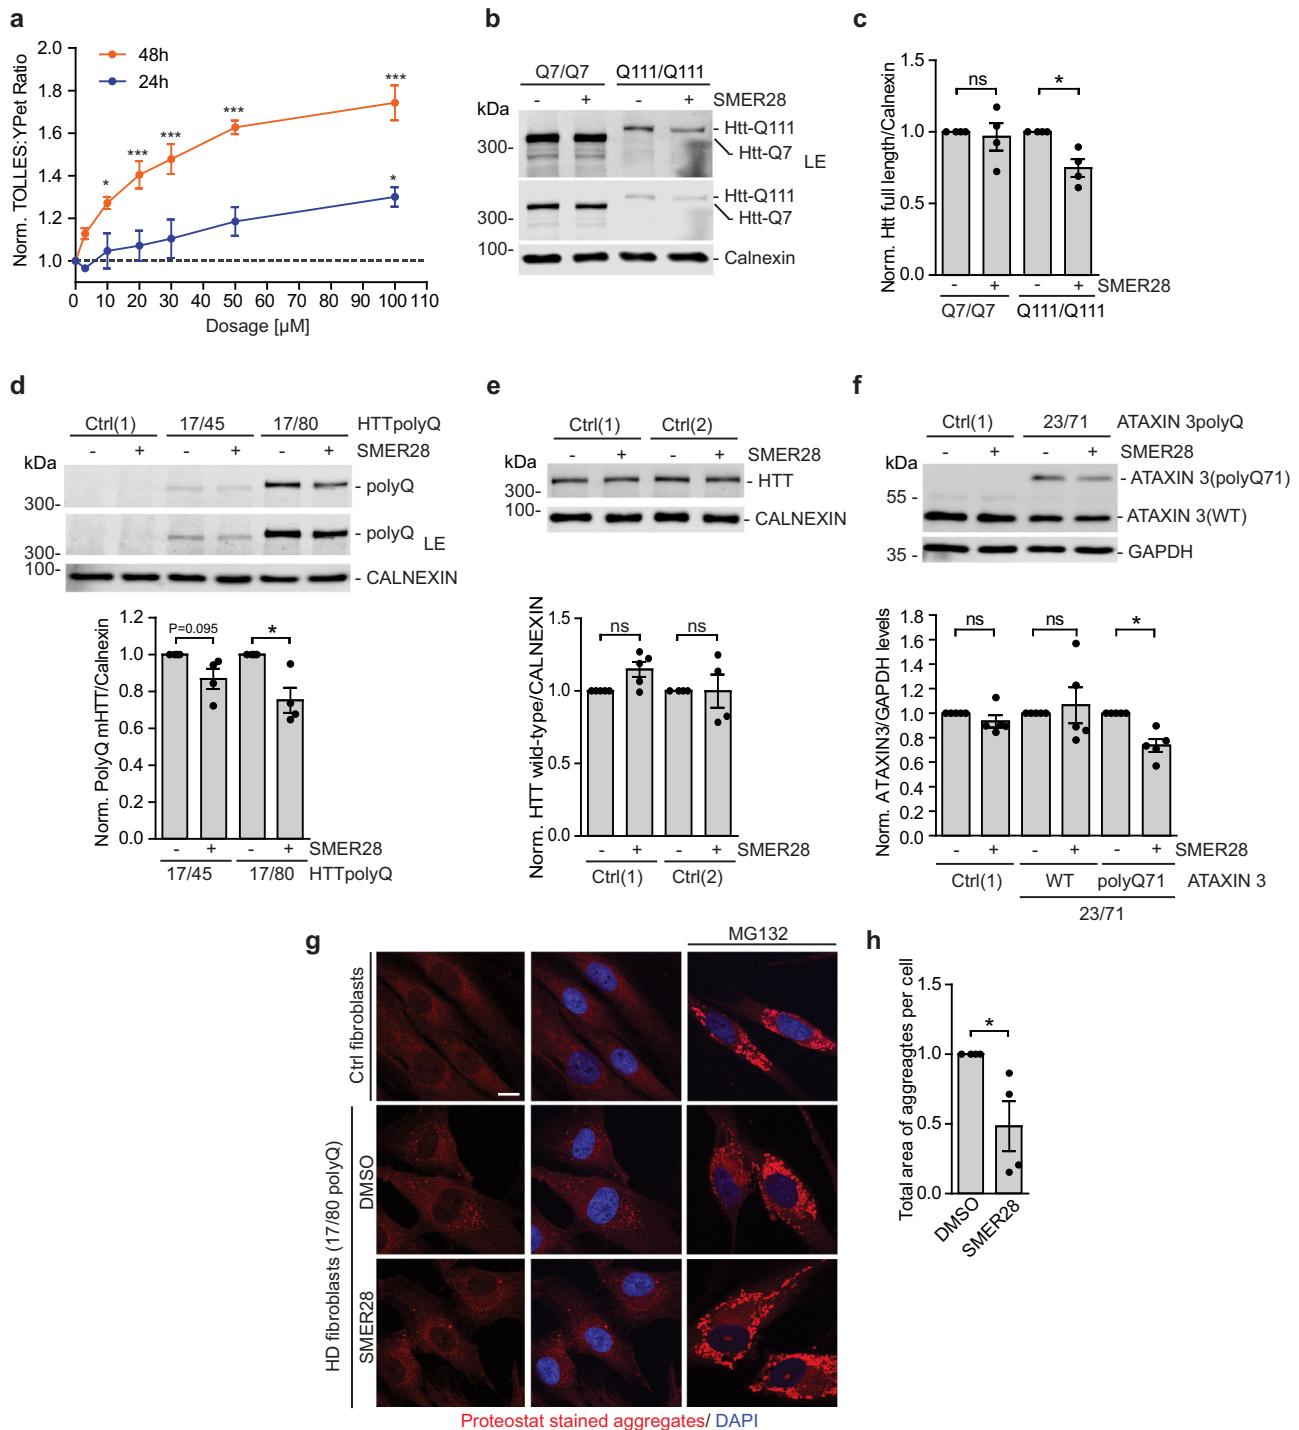 a
Norm. TOLLES:YPet Ratio
2.0
1.8
1.6
1.4
1.2
1.0
48h
24h
*
***
***
***
***
*
0 10 20 30 40 50 60 70 80 90 100 110
Dosage [µM]
b
Q7/Q7 Q111/Q111
- + - + SMER28
kDa
300-
Htt-Q111
Htt-Q7
LE
300-
Htt-Q111
Htt-Q7
100-
Calnexin
c
Norm. Htt full length/Calnexin
1.5
1.0
0.5
0.0
ns *
- + - + SMER28
Q7/Q7 Q111/Q111
d
Ctrl(1) 17/45 17/80 HTTpolyQ
- + - + - + SMER28
kDa
300-
polyQ
300-
polyQ LE
100-
CALNEXIN
Norm. PolyQ mHTT/Calnexin
1.2
1.0
0.8
0.6
0.4
0.2
0.0
P=0.095 *
- + - + SMER28
17/45 17/80 HTTpolyQ
e
Ctrl(1) Ctrl(2)
- + - + SMER28
kDa
300-
HTT
100-
CALNEXIN
Norm. HTT wild-type/CALNEXIN
1.5
1.0
0.5
0.0
ns ns
- + - + SMER28
Ctrl(1) Ctrl(2)
f
Ctrl(1) 23/71 ATAXIN 3polyQ
- + - + SMER28
kDa
55 -
ATAXIN 3(polyQ71)
ATAXIN 3(WT)
35 -
GAPDH
Norm. ATAXIN3/GAPDH levels
1.8
1.6
1.4
1.2
1.0
0.8
0.6
0.4
0.2
0.0
ns ns *
- + - + - + SMER28
Ctrl(1) WT polyQ71 ATAXIN 3
23/71
g
MG132
Ctrl fibroblasts
HD fibroblasts (17/80 polyQ)
DMSO
SMER28
Proteostat stained aggregates/ DAPI
h
Total area of aggreagtes per cell
1.5
1.0
0.5
0.0
*
DMSO
SMER28